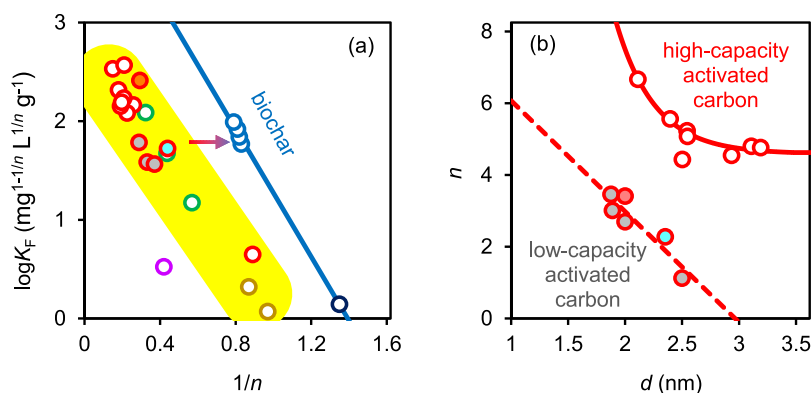 (a)
biochar
3
2
1
0
0
0.4
0.8
1.2
1.6
logKF (mg1-1/n L1/n g-1)
1/n
(b)
high-capacity
activated
carbon
low-capacity
activated
carbon
8
6
4
2
0
1
1.5
2
2.5
3
3.5
n
d (nm)